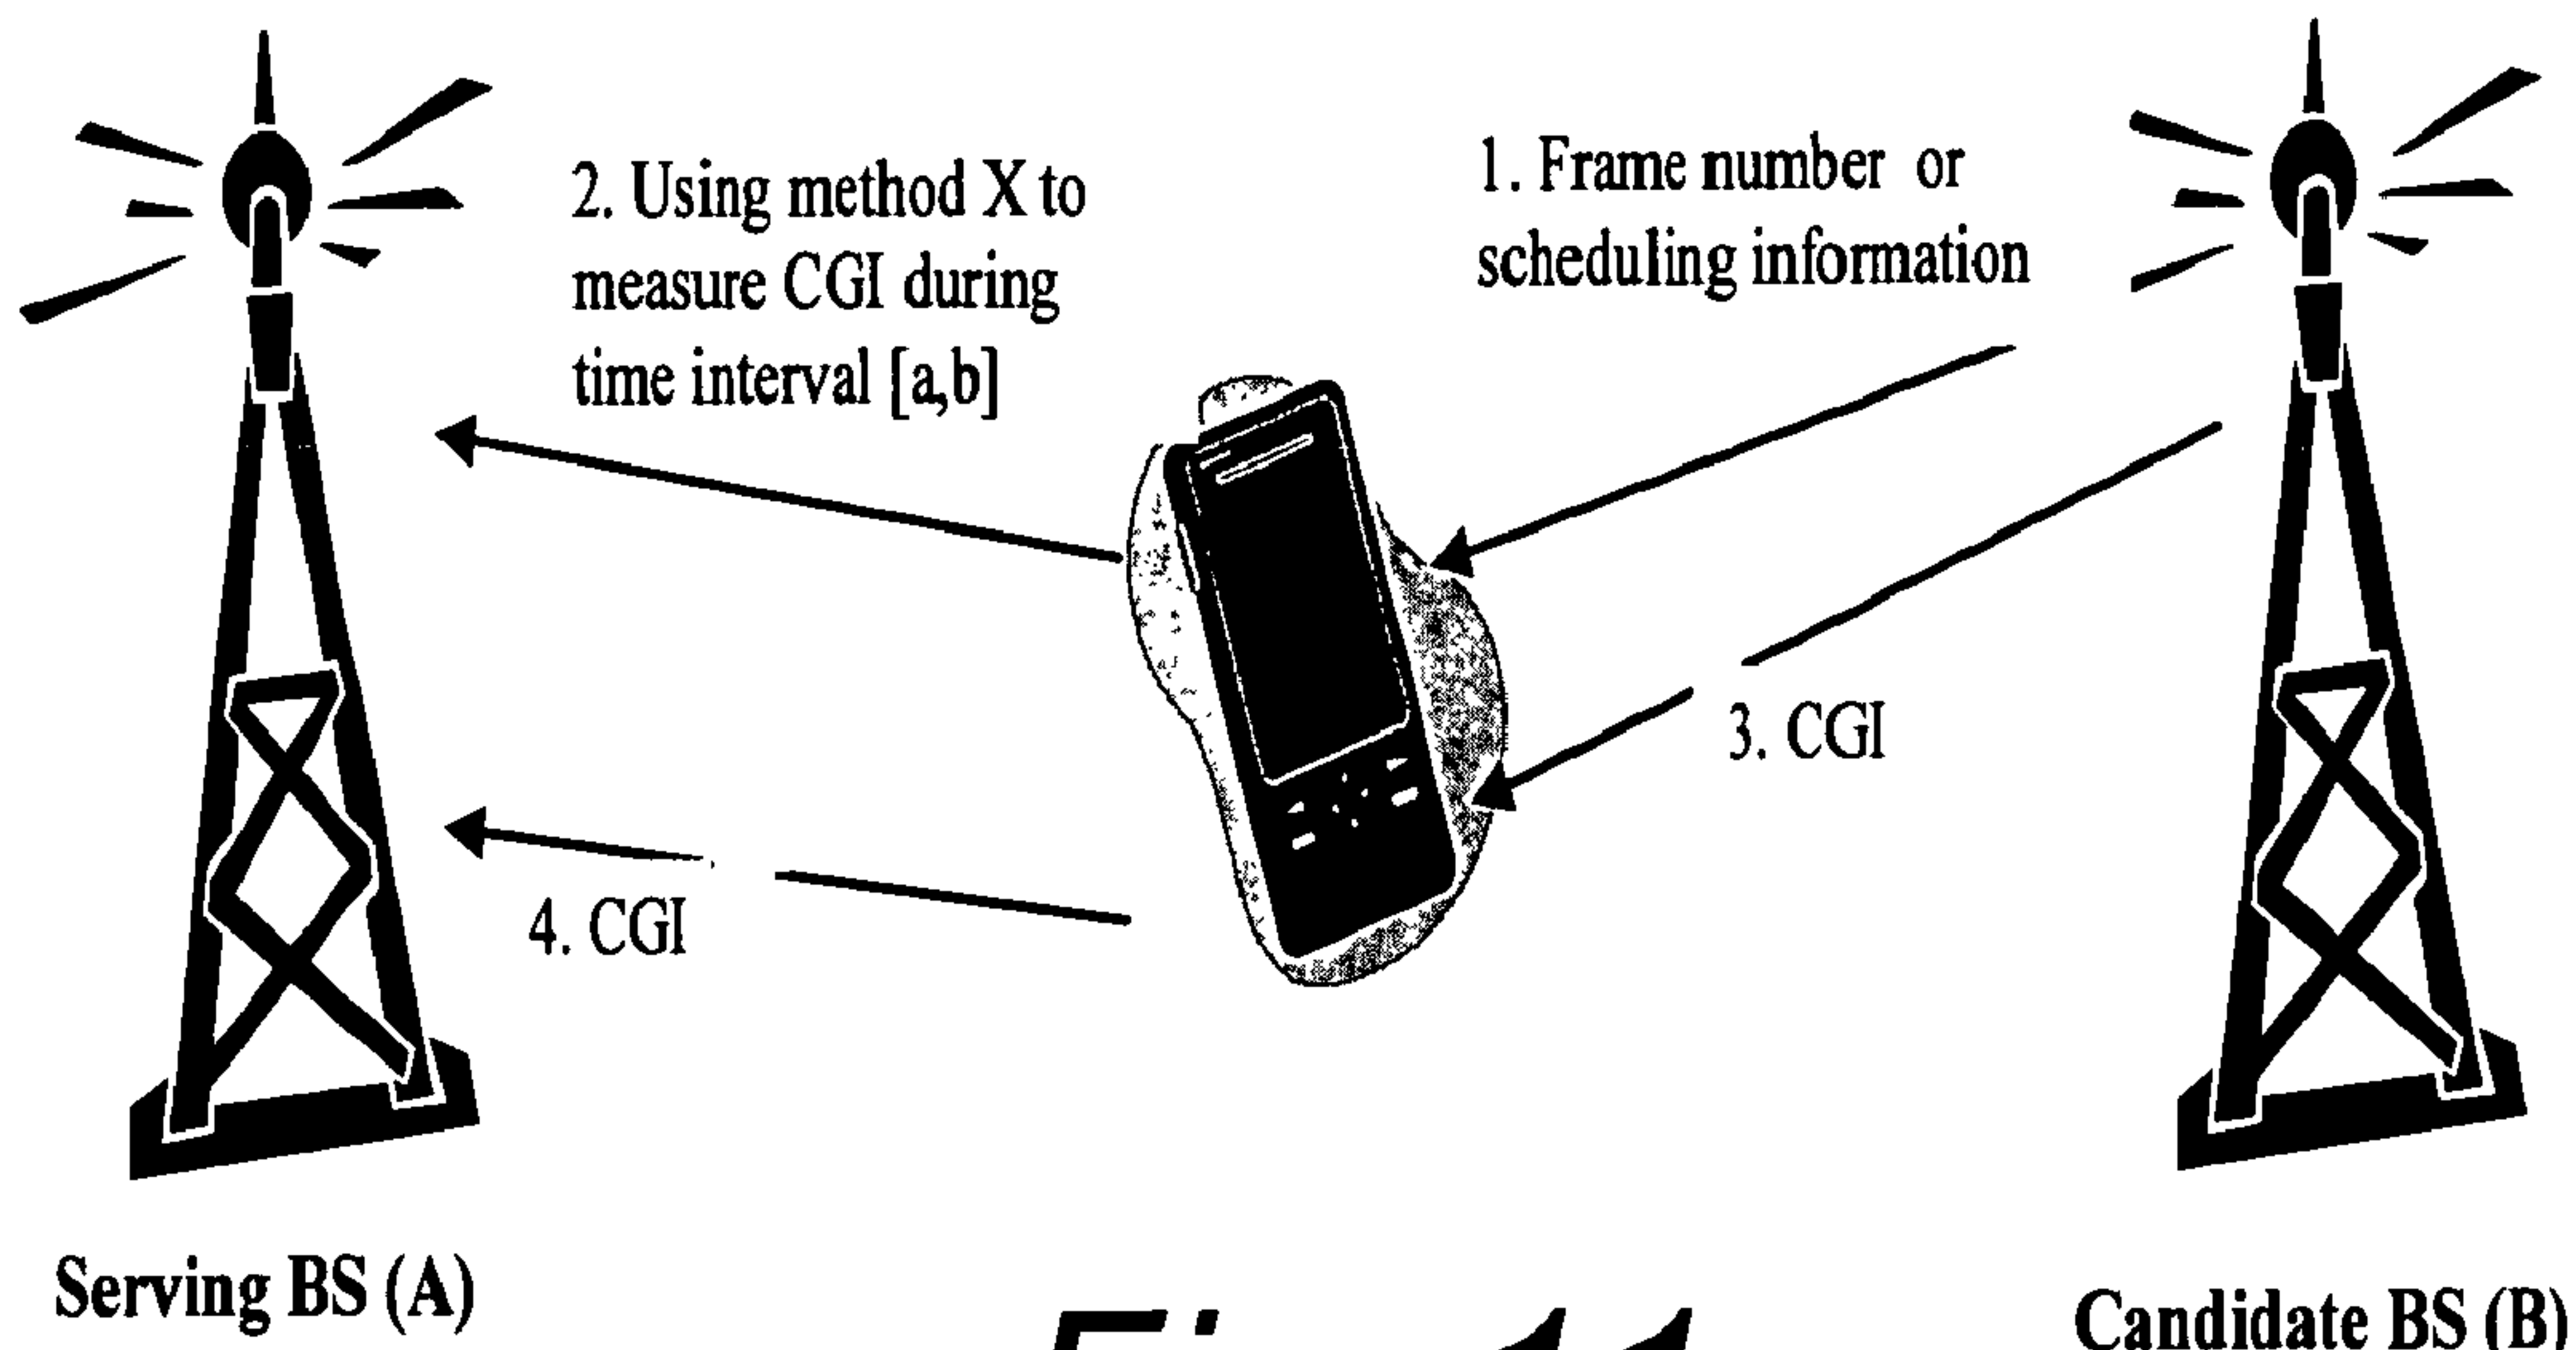 2. Using method X to
measure CGI during
time interval [a,b]
1. Frame number or
scheduling information
3. CGI
4. CGI
Serving BS (A)
Candidate BS (B)